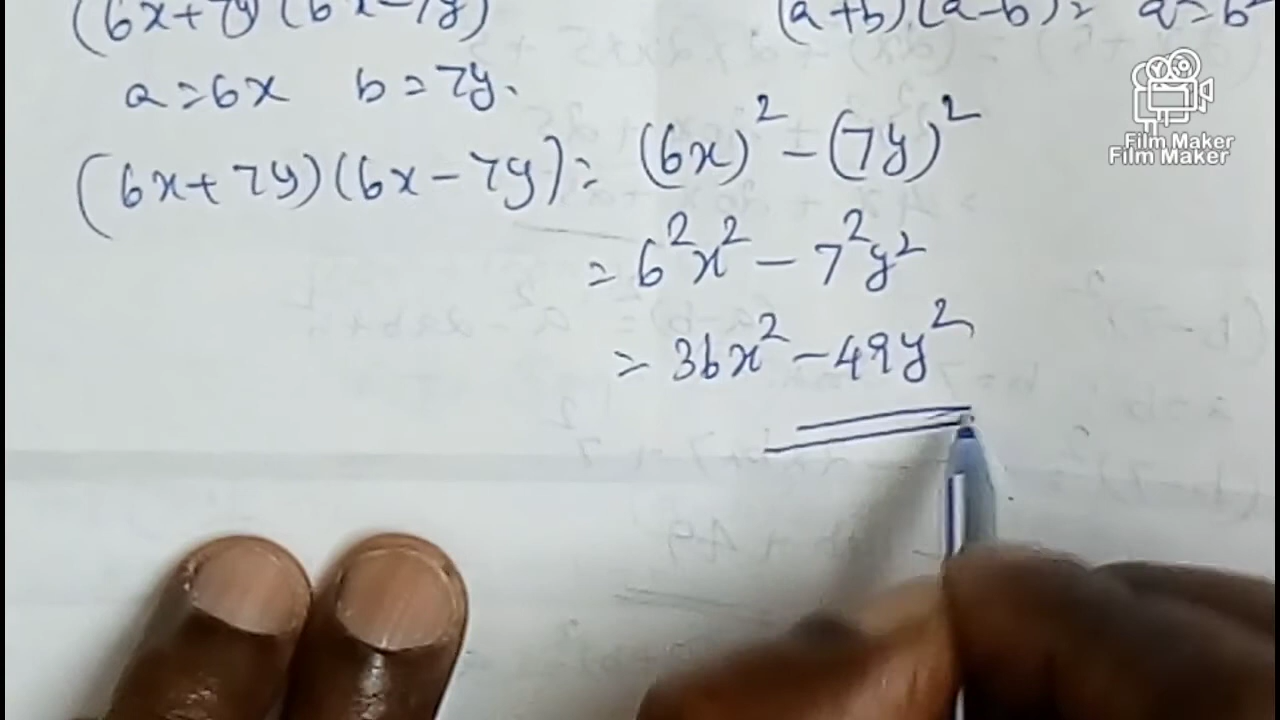 (6x+7y)(6x-7y)
(a+b)(a-b)= a²-b²
a=6x b=7y.
(6x+7y)(6x-7y)= (6x)²-(7y)²
= 6²x²-7²y²
= 36x²-49y²
Film Maker
Film Maker